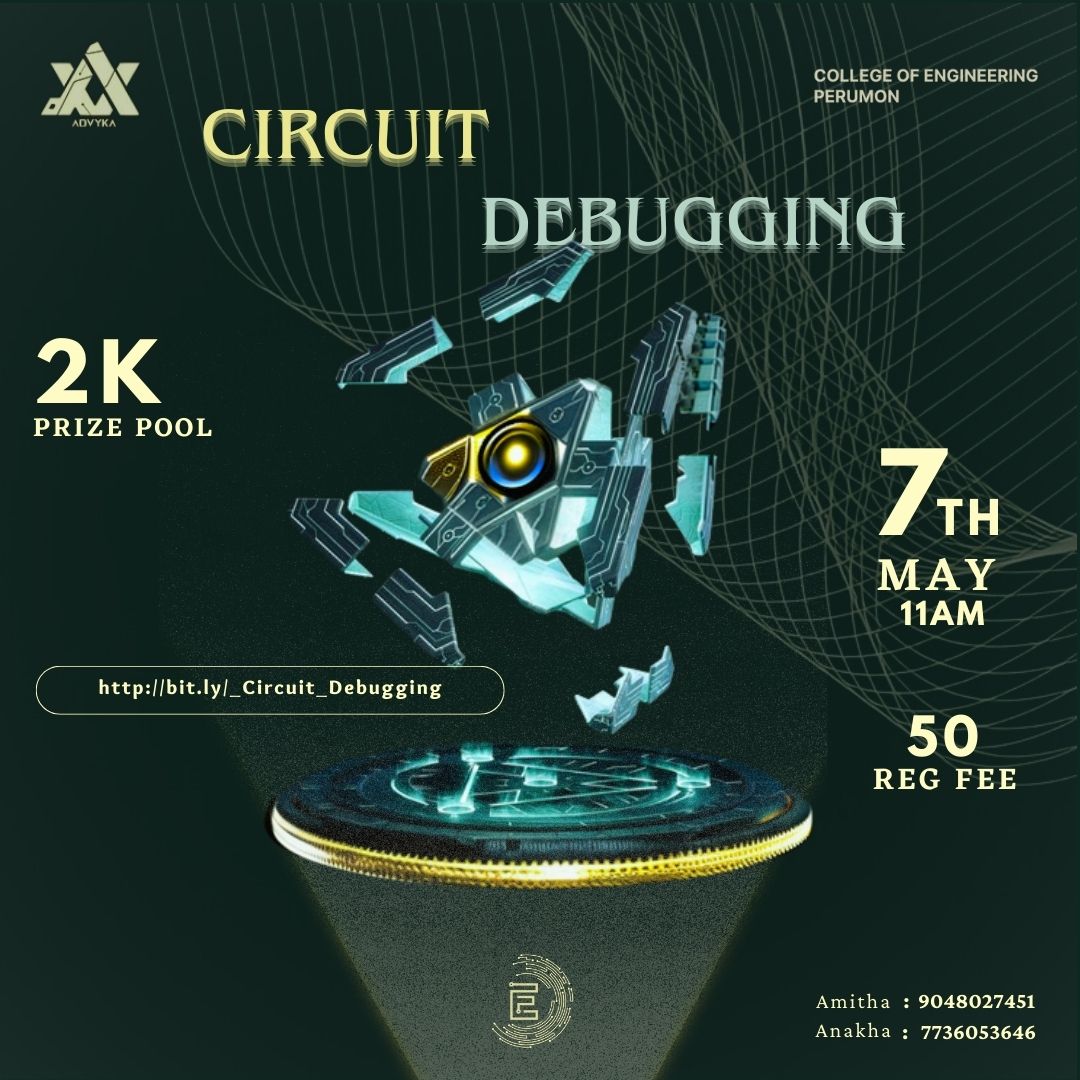 ADVYKA
COLLEGE OF ENGINEERING
PERUMON
CIRCUIT
DEBUGGING
2K
PRIZE POOL
7TH
MAY
11AM
http://bit.ly/_Circuit_Debugging
50
REG FEE
Amitha : 9048027451
Anakha : 7736053646